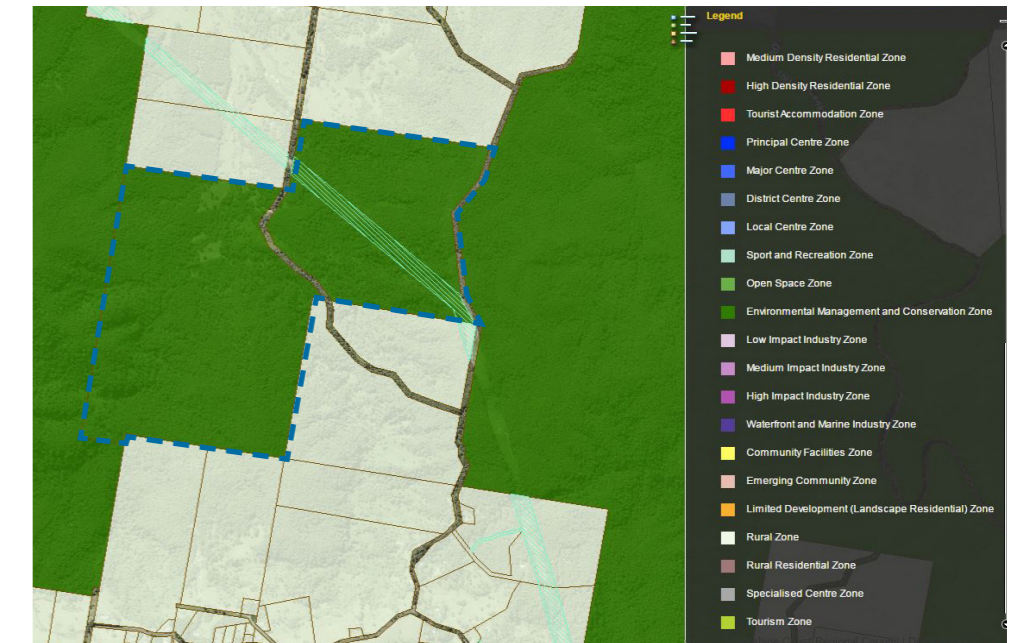 Legend
Medium Density Residential Zone
High Density Residential Zone
Tourist Accommodation Zone
Principal Centre Zone
Major Centre Zone
District Centre Zone
Local Centre Zone
Sport and Recreation Zone
Open Space Zone
Environmental Management and Conservation Zone
Low Impact Industry Zone
Medium Impact Industry Zone
High Impact Industry Zone
Waterfront and Marine Industry Zone
Community Facilities Zone
Emerging Community Zone
Limited Development (Landscape Residential) Zone
Rural Zone
Rural Residential Zone
Specialised Centre Zone
Tourism Zone